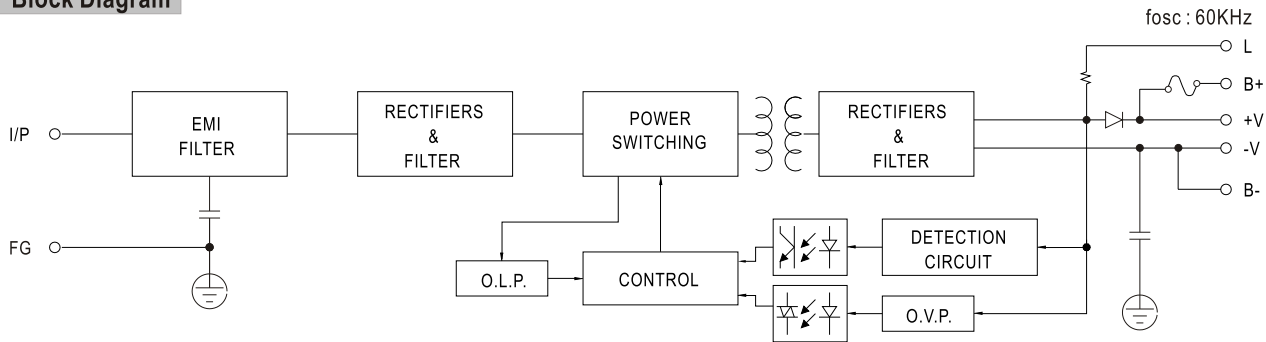 Block Diagram
fosc : 60KHz
L
B+
+V
-V
B-
I/P
EMI
FILTER
RECTIFIERS
&
FILTER
POWER
SWITCHING
RECTIFIERS
&
FILTER
FG
O.L.P.
CONTROL
DETECTION
CIRCUIT
O.V.P.